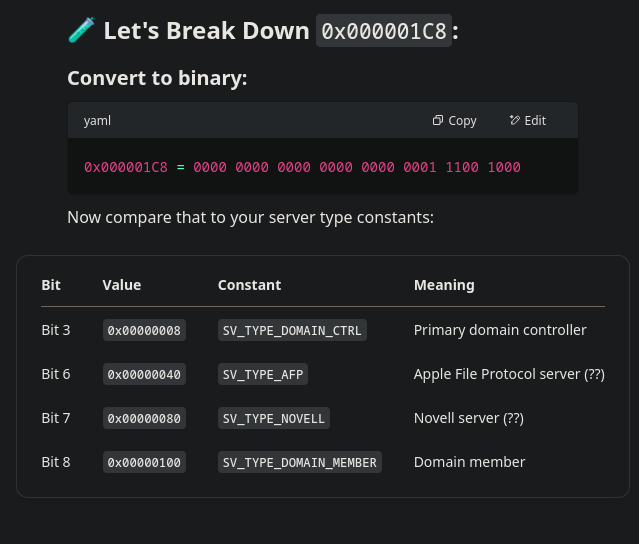 🧪 Let's Break Down 0x000001C8:
Convert to binary:
yaml Copy Edit
0x000001C8 = 0000 0000 0000 0000 0000 0001 1100 1000
Now compare that to your server type constants:
Bit Value Constant Meaning
Bit 3 0x00000008 SV_TYPE_DOMAIN_CTRL Primary domain controller
Bit 6 0x00000040 SV_TYPE_AFP Apple File Protocol server (??)
Bit 7 0x00000080 SV_TYPE_NOVELL Novell server (??)
Bit 8 0x00000100 SV_TYPE_DOMAIN_MEMBER Domain member